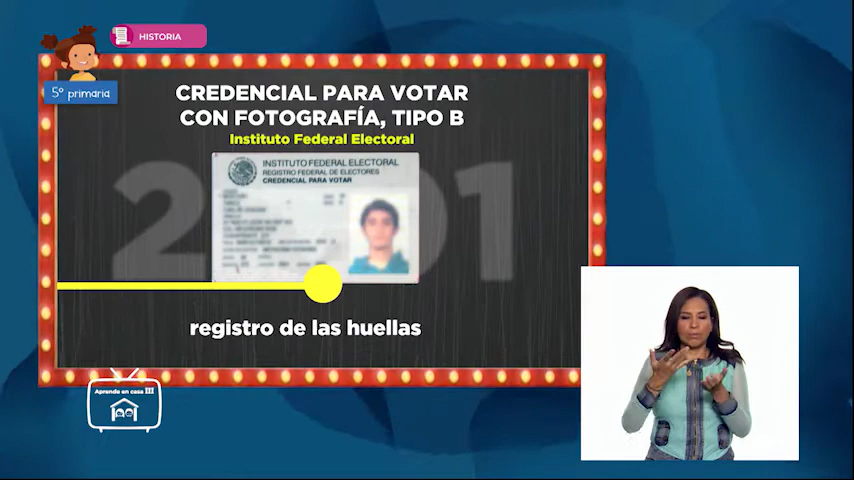 HISTORIA
5° primaria
CREDENCIAL PARA VOTAR
CON FOTOGRAFÍA, TIPO B
Instituto Federal Electoral
INSTITUTO FEDERAL ELECTORAL
REGISTRO FEDERAL DE ELECTORES
CREDENCIAL PARA VOTAR
2001
registro de las huellas
Aprende en casa III